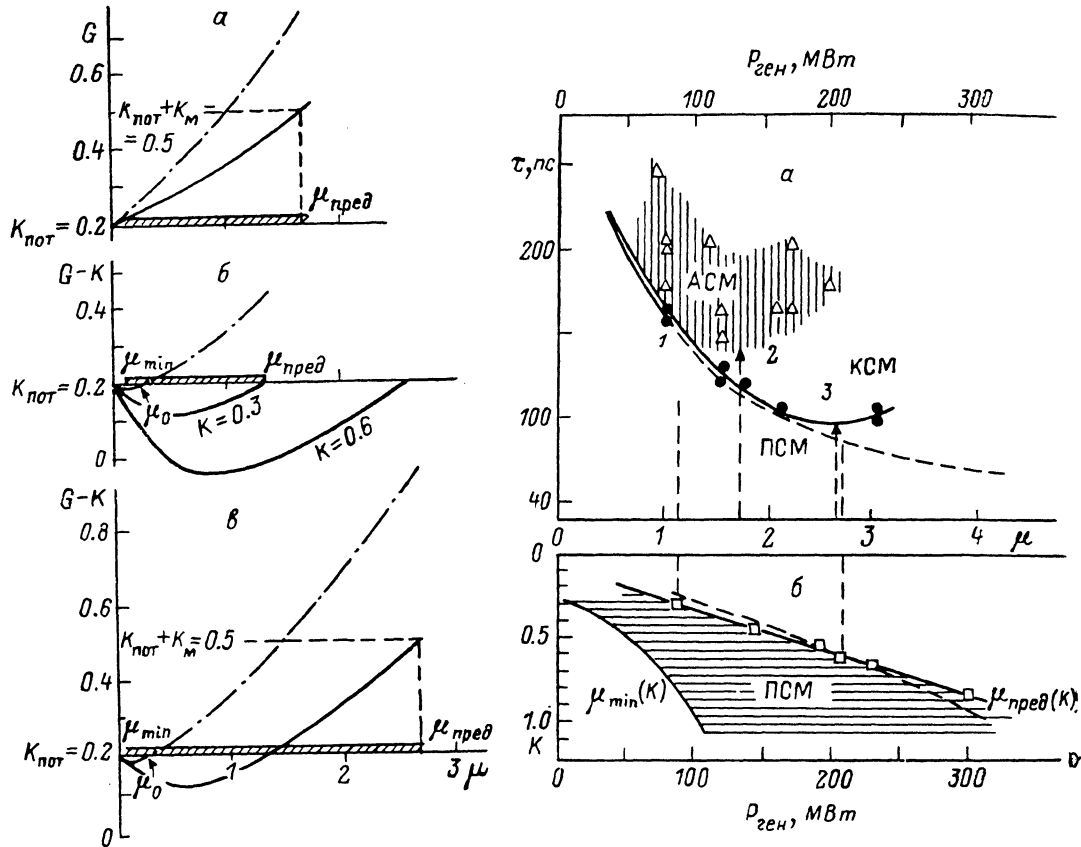 а
G
0.6
K_пот + K_м =
= 0.5
0.4
μ_пред
K_пот = 0.2
G–K
б
0.4
μ_min
μ_пред
K_пот = 0.2
μ_0
K = 0.3
K = 0.6
0
G–K
в
0.8
0.6
K_пот + K_м = 0.5
0.4
μ_min
μ_пред
K_пот = 0.2
μ_0
1
2
3 μ
0
P_ген, МВт
0
100
200
300
τ, пс
а
200
АСМ
1
2
КСМ
3
100
ПСМ
40
0
1
2
3
μ
4
0
б
0.5
μ_min(K)
ПСМ
μ_пред(K)
1.0
K
0
100
200
300
P_ген, МВт